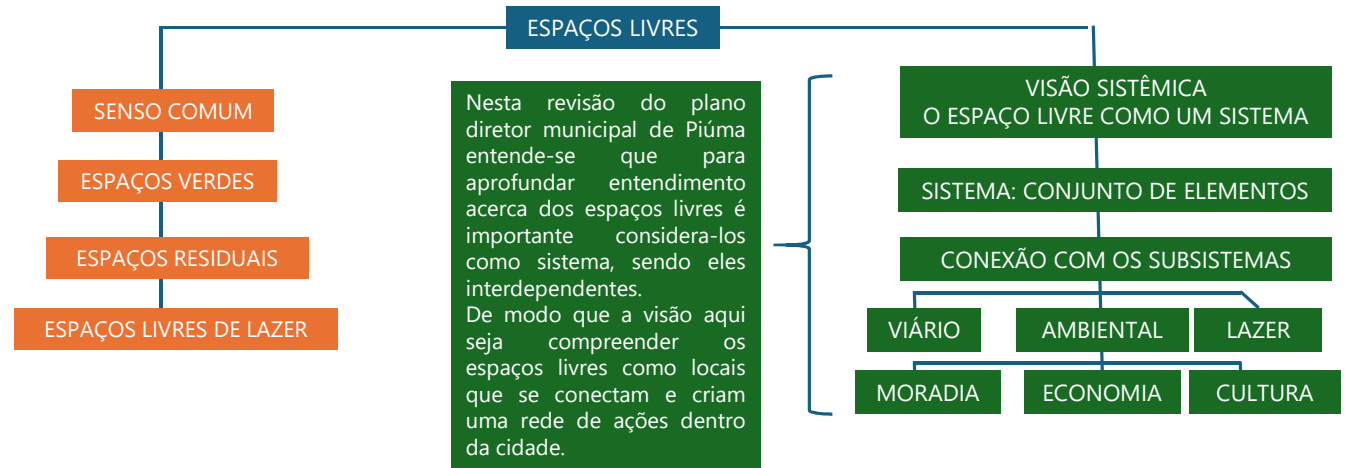 ESPAÇOS LIVRES
SENSO COMUM
ESPAÇOS VERDES
ESPAÇOS RESIDUAIS
ESPAÇOS LIVRES DE LAZER
Nesta revisão do plano
diretor municipal de Piúma
entende-se que para
aprofundar entendimento
acerca dos espaços livres é
importante considera-los
como sistema, sendo eles
interdependentes.
De modo que a visão aqui
seja compreender os
espaços livres como locais
que se conectam e criam
uma rede de ações dentro
da cidade.
VISÃO SISTÊMICA
O ESPAÇO LIVRE COMO UM SISTEMA
SISTEMA: CONJUNTO DE ELEMENTOS
CONEXÃO COM OS SUBSISTEMAS
VIÁRIO
AMBIENTAL
LAZER
MORADIA
ECONOMIA
CULTURA